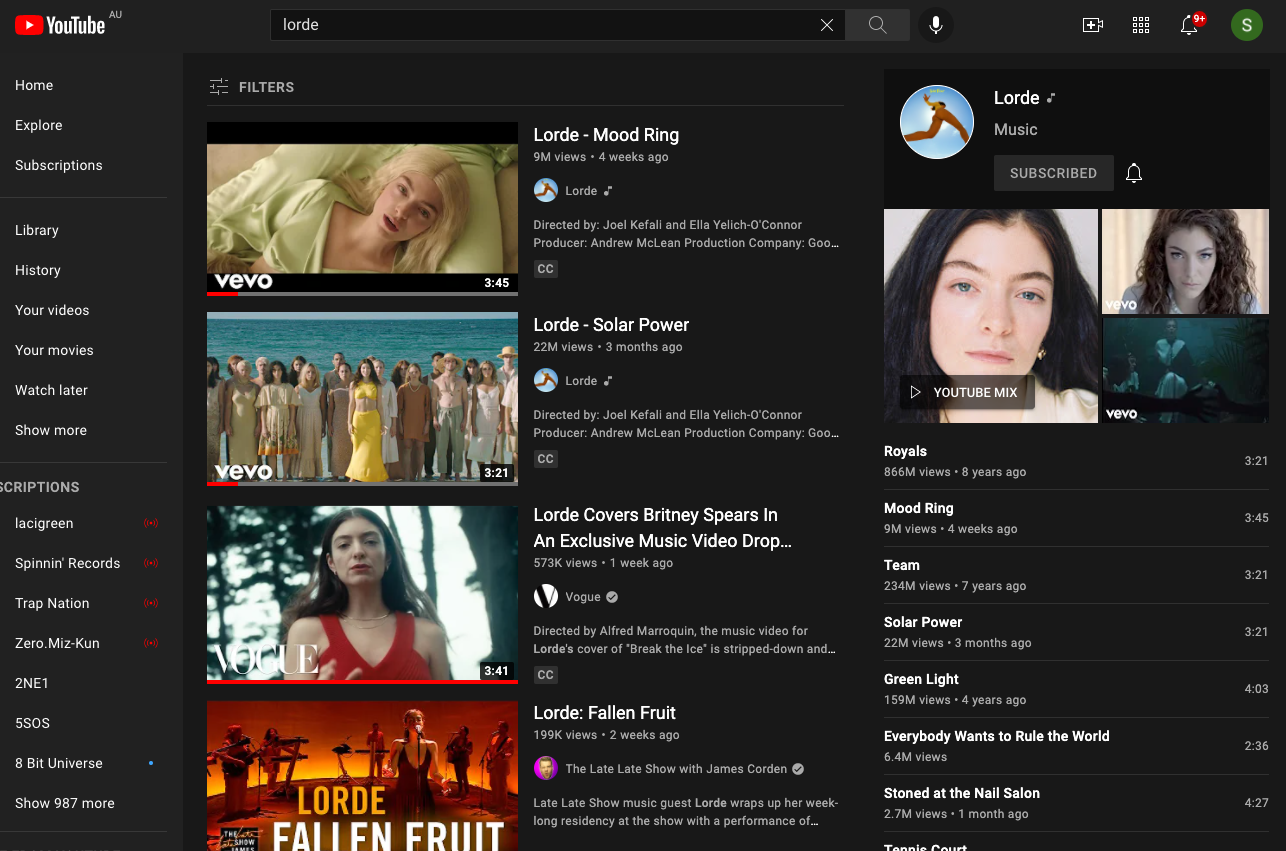 YouTube AU
lorde
9+
S
Home
Explore
Subscriptions
Library
History
Your videos
Your movies
Watch later
Show more
SCRIPTIONS
lacigreen
Spinnin' Records
Trap Nation
Zero.Miz-Kun
2NE1
5SOS
8 Bit Universe
Show 987 more
FILTERS
vevo
3:45
Lorde - Mood Ring
9M views • 4 weeks ago
Lorde
Directed by: Joel Kefali and Ella Yelich-O'Connor
Producer: Andrew McLean Production Company: Goo...
CC
vevo
3:21
Lorde - Solar Power
22M views • 3 months ago
Lorde
Directed by: Joel Kefali and Ella Yelich-O'Connor
Producer: Andrew McLean Production Company: Goo...
CC
VOGUE
3:41
Lorde Covers Britney Spears In
An Exclusive Music Video Drop...
573K views • 1 week ago
Vogue
Directed by Alfred Marroquin, the music video for
Lorde's cover of "Break the Ice" is stripped-down and...
CC
LORDE
FALLEN FRUIT
THE
LATE
SHOW
JAMES
Lorde: Fallen Fruit
199K views • 2 weeks ago
The Late Late Show with James Corden
Late Late Show music guest Lorde wraps up her week-
long residency at the show with a performance of...
Lorde
Music
SUBSCRIBED
YOUTUBE MIX
vevo
vevo
Royals
866M views • 8 years ago
3:21
Mood Ring
9M views • 4 weeks ago
3:45
Team
234M views • 7 years ago
3:21
Solar Power
22M views • 3 months ago
3:21
Green Light
159M views • 4 years ago
4:03
Everybody Wants to Rule the World
6.4M views
2:36
Stoned at the Nail Salon
2.7M views • 1 month ago
4:27
Tennis Court